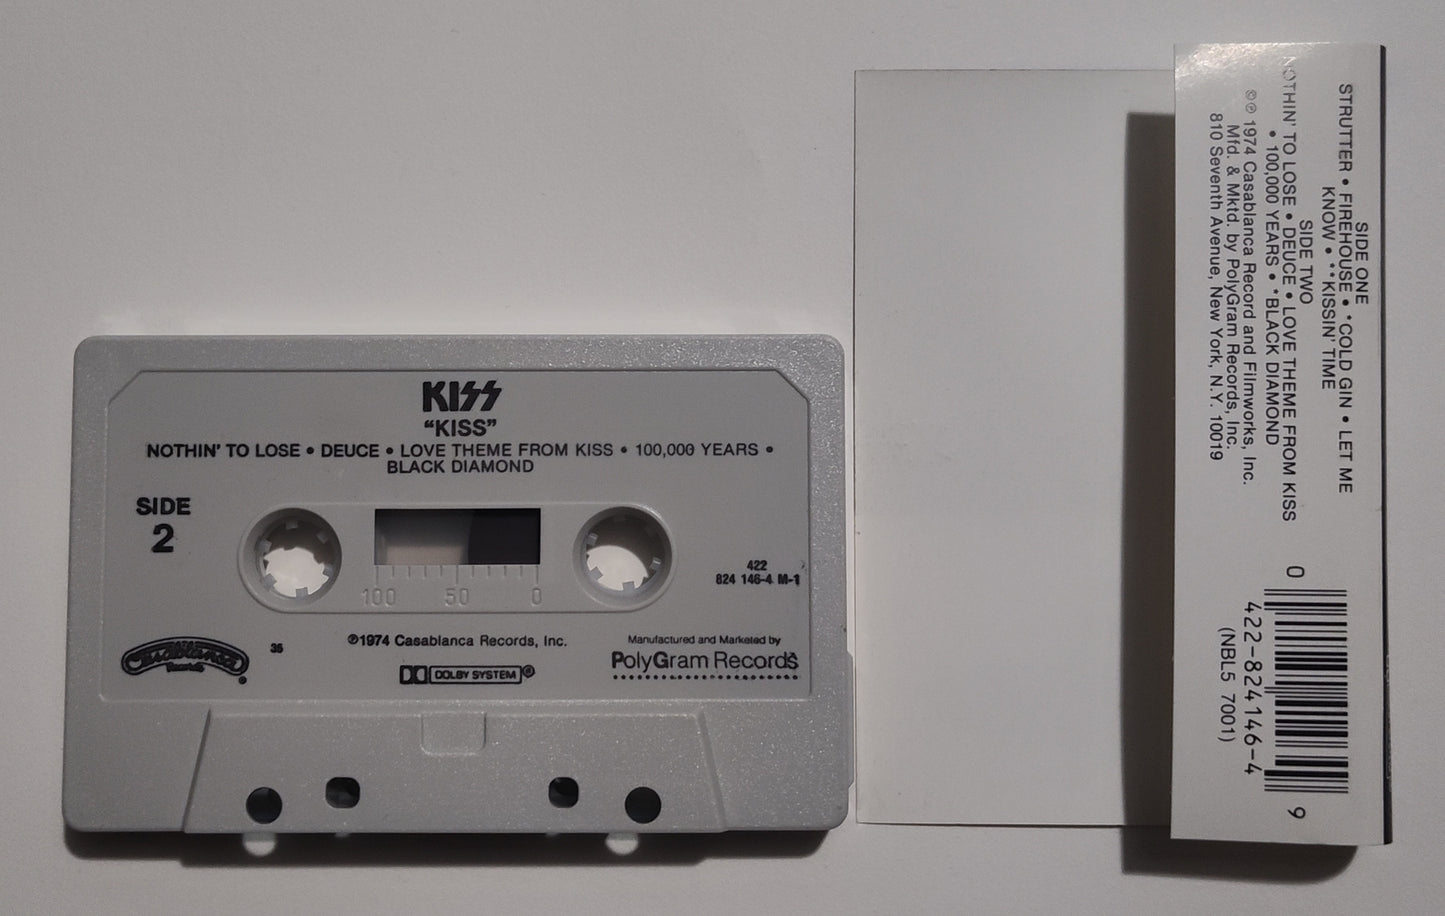 KISS
"KISS"
NOTHIN' TO LOSE • DEUCE • LOVE THEME FROM KISS • 100,000 YEARS •
BLACK DIAMOND
SIDE
2
100 50 0
422
824 146-4 M-1
Casablanca
Records
35
℗1974 Casablanca Records, Inc.
DOLBY SYSTEM®
Manufactured and Marketed by
PolyGram Records
SIDE ONE
STRUTTER • FIREHOUSE • *COLD GIN • LET ME
KNOW • **KISSIN' TIME
SIDE TWO
NOTHIN' TO LOSE • DEUCE • LOVE THEME FROM KISS
• 100,000 YEARS • *BLACK DIAMOND
©℗ 1974 Casablanca Record and Filmworks, Inc.
Mfd. & Mktd. by PolyGram Records, Inc.
810 Seventh Avenue, New York, N.Y. 10019
0 9
422-824146-4
(NBL5 7001)